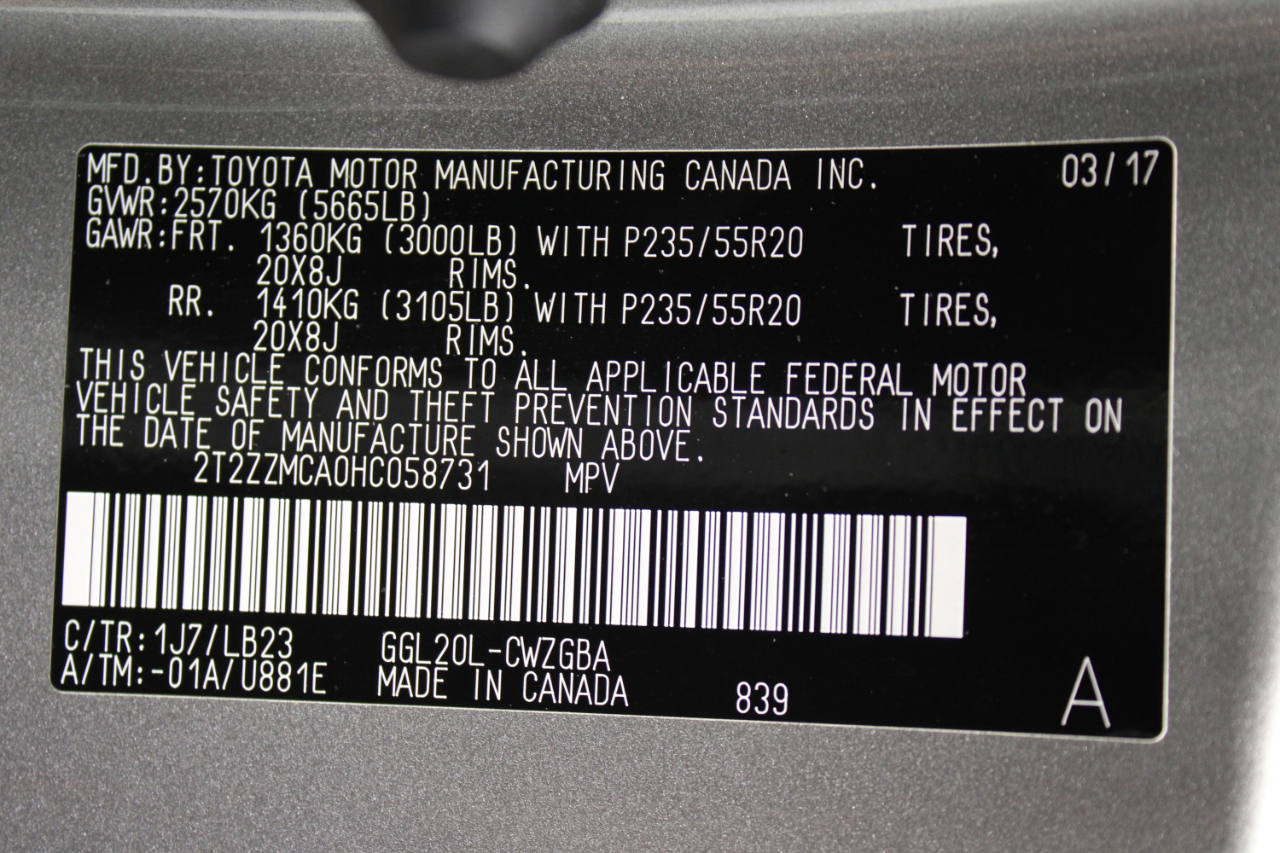 MFD.BY:TOYOTA MOTOR MANUFACTURING CANADA INC. 03/17
GVWR:2570KG (5665LB)
GAWR:FRT. 1360KG (3000LB) WITH P235/55R20 TIRES,
20X8J RIMS.
RR. 1410KG (3105LB) WITH P235/55R20 TIRES,
20X8J RIMS.
THIS VEHICLE CONFORMS TO ALL APPLICABLE FEDERAL MOTOR
VEHICLE SAFETY AND THEFT PREVENTION STANDARDS IN EFFECT ON
THE DATE OF MANUFACTURE SHOWN ABOVE.
2T2ZZMCA0HC058731 MPV
C/TR:1J7/LB23 GGL20L-CWZGBA
A/TM:-01A/U881E MADE IN CANADA 839 A